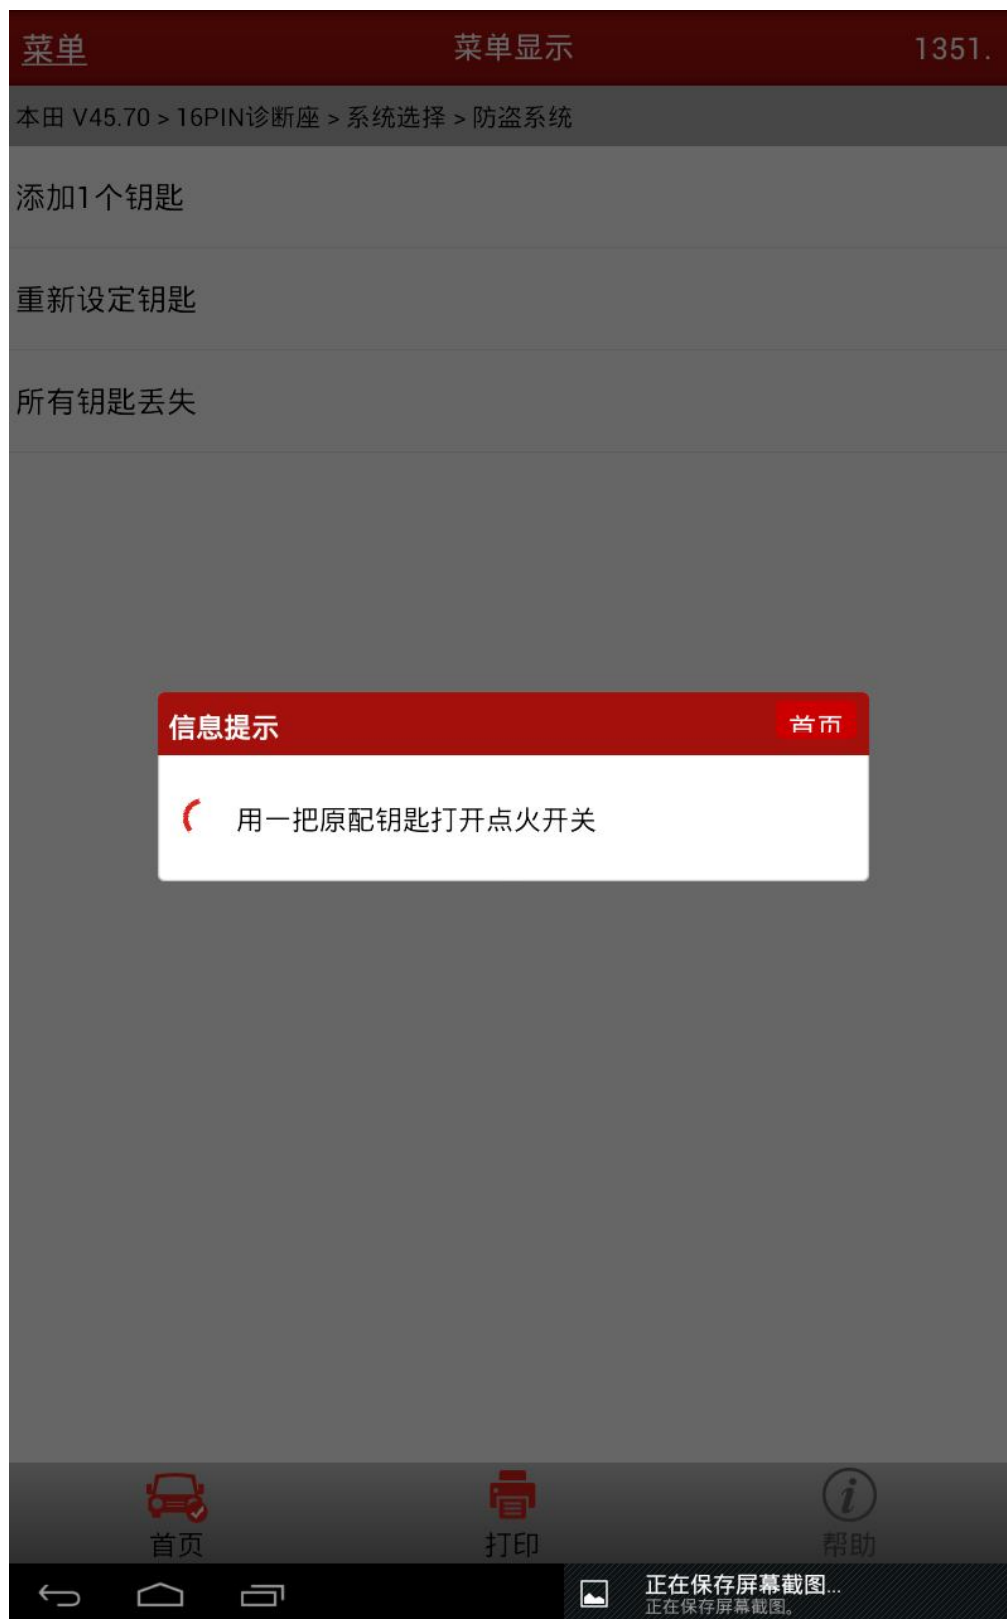 菜单 菜单显示 1351.
本田 V45.70 > 16PIN诊断座 > 系统选择 > 防盗系统
添加1个钥匙
重新设定钥匙
所有钥匙丢失
信息提示 首页
用一把原配钥匙打开点火开关
首页 打印 帮助
正在保存屏幕截图...
正在保存屏幕截图。